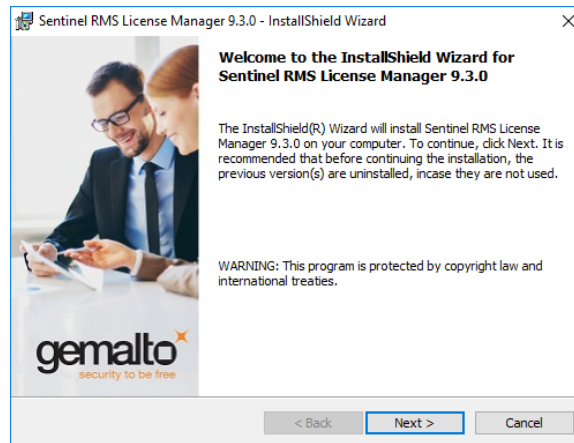 Sentinel RMS License Manager 9.3.0 - InstallShield Wizard
Welcome to the InstallShield Wizard for
Sentinel RMS License Manager 9.3.0
The InstallShield(R) Wizard will install Sentinel RMS License
Manager 9.3.0 on your computer. To continue, click Next. It is
recommended that before continuing the installation, the
previous version(s) are uninstalled, incase they are not used.
WARNING: This program is protected by copyright law and
international treaties.
gemalto
security to be free
< Back
Next >
Cancel